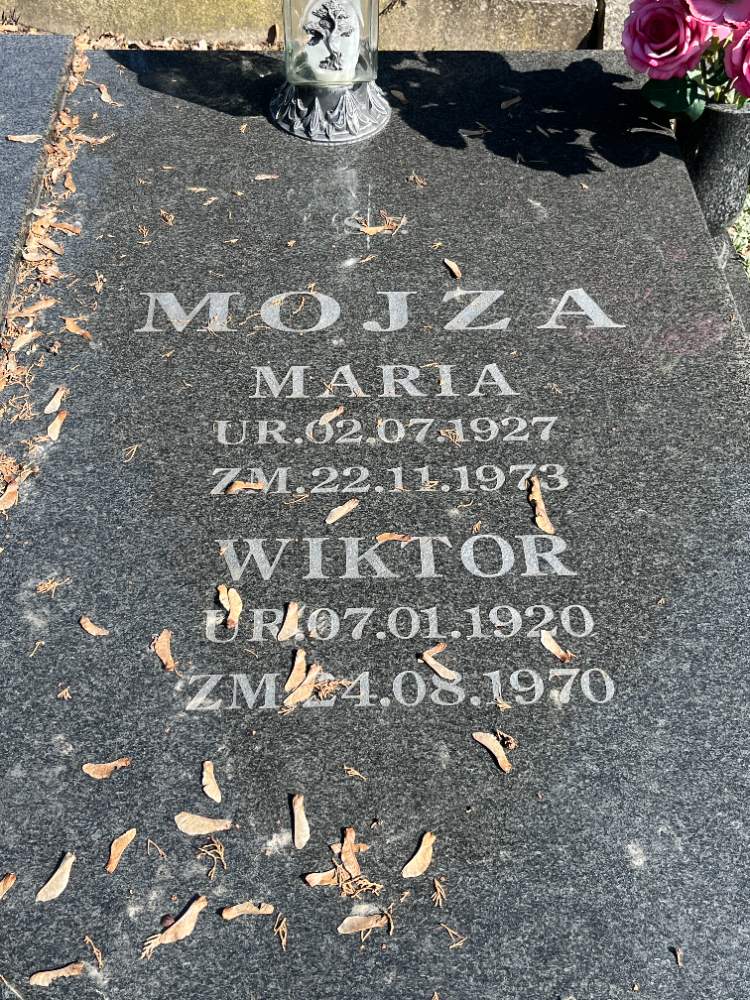 MOJZA
MARIA
UR.02.07.1927
ZM.22.11.1973
WIKTOR
UR.07.01.1920
ZM.24.08.1970